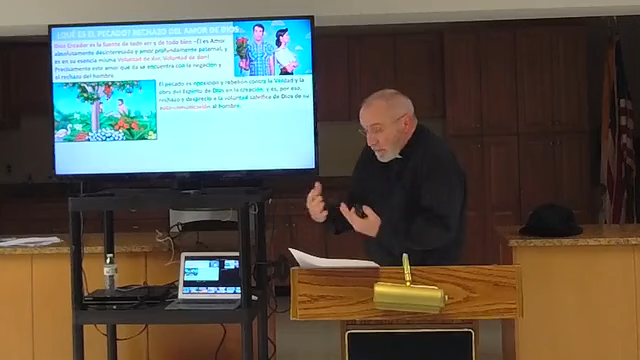 ¿QUÉ ES EL PECADO? RECHAZO DEL AMOR DE DIOS
Dios Creador es la fuente de todo ser y de todo bien –Él es Amor,
absolutamente desinteresado y amor profundamente paternal, y
es en su esencia misma Voluntad de dar, Voluntad de don!
Precisamente este amor que da se encuentra con la negación y
el rechazo del hombre.
El pecado es oposición y rebelión contra la Verdad y la
obra del Espíritu de Dios en la creación; y es, por eso,
rechazo o desprecio a la voluntad salvífica de Dios de su
auto-comunicación al hombre.